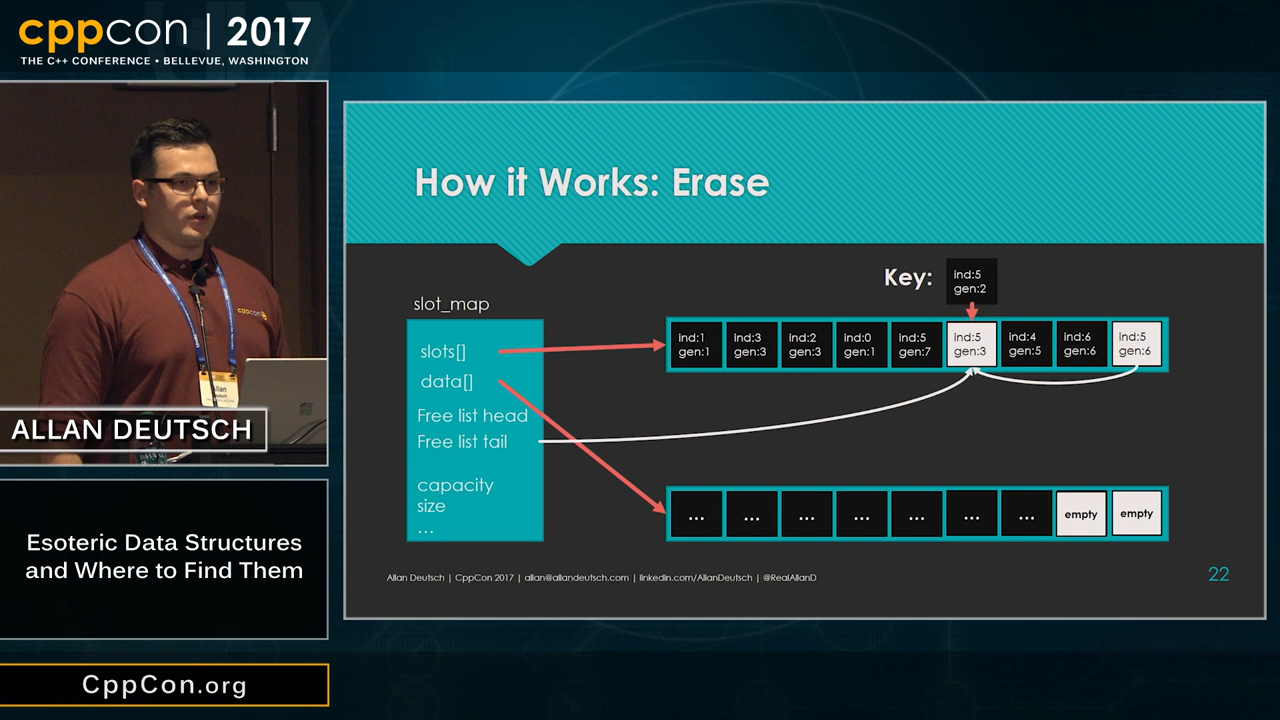 cppcon | 2017
THE C++ CONFERENCE • BELLEVUE, WASHINGTON
cppcon
Allan
Deutsch
ALLAN DEUTSCH
Esoteric Data Structures
and Where to Find Them
CppCon.org
How it Works: Erase
Key:
ind:5
gen:2
slot_map
slots[]
data[]
Free list head
Free list tail
capacity
size
...
ind:1
gen:1
ind:3
gen:3
ind:2
gen:3
ind:0
gen:1
ind:5
gen:7
ind:5
gen:3
ind:4
gen:5
ind:6
gen:6
ind:5
gen:6
...
...
...
...
...
...
...
empty
empty
Allan Deutsch | CppCon 2017 | allan@allandeutsch.com | linkedin.com/AllanDeutsch | @RealAllanD
22